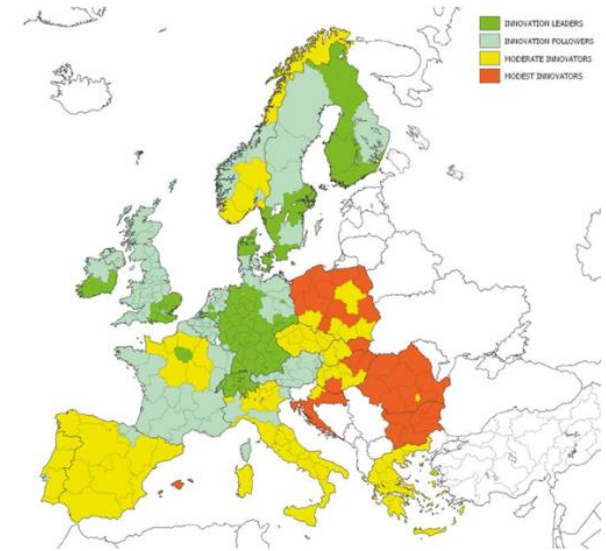 INNOVATION LEADERS
INNOVATION FOLLOWERS
MODERATE INNOVATORS
MODEST INNOVATORS